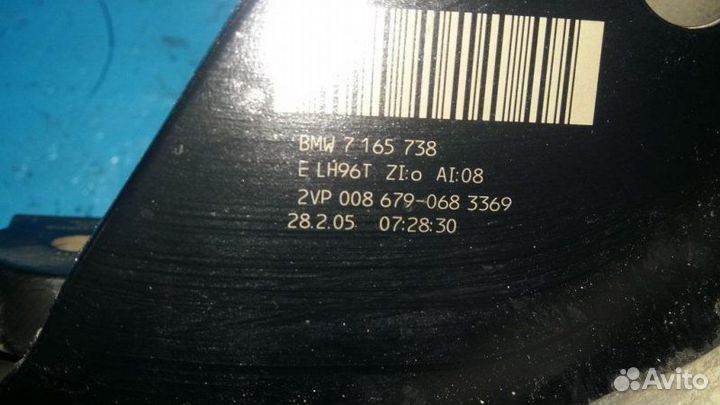 BMW 7 165 738
E LH96T ZI:0 AI:08
2VP 008 679-068 3369
28.2.05 07:28:30
Avito